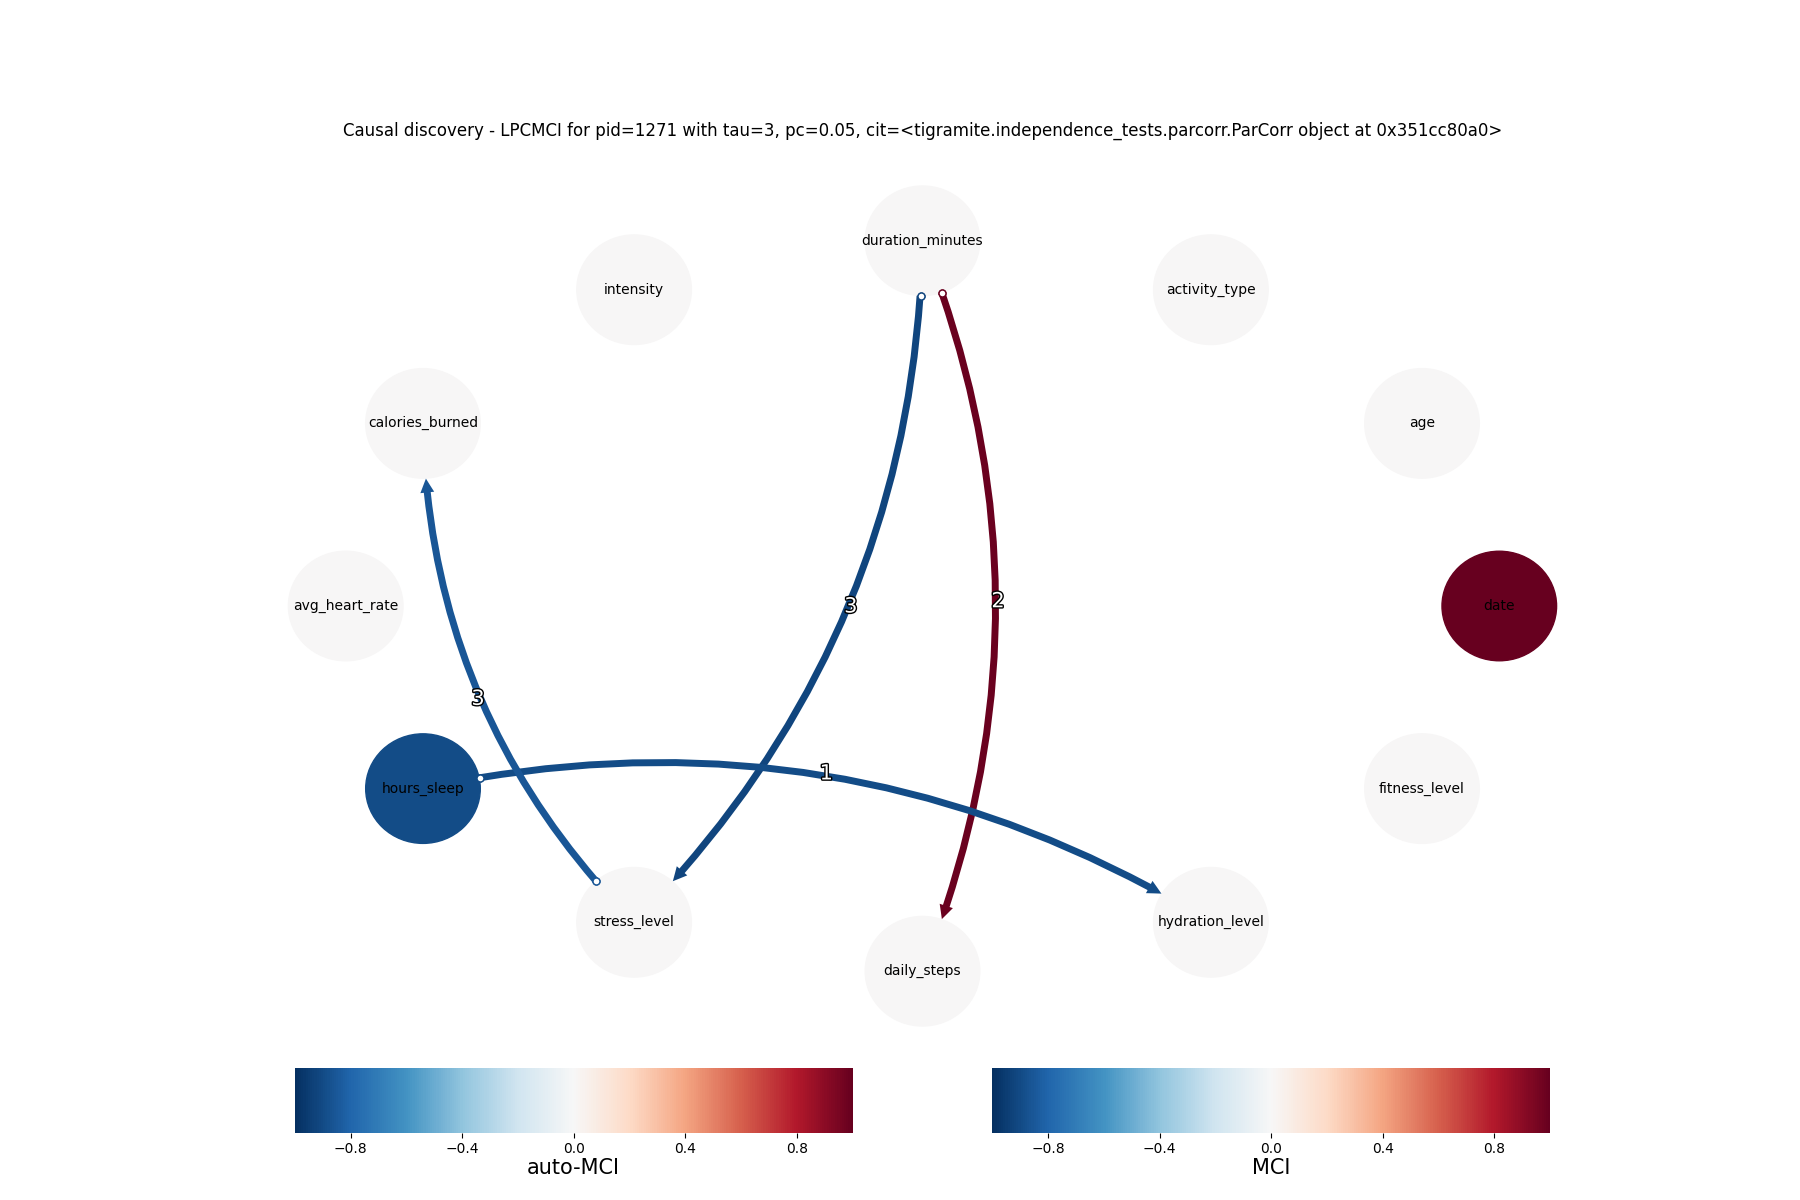 Causal discovery - LPCMCI for pid=1271 with tau=3, pc=0.05, cit=<tigramite.independence_tests.parcorr.ParCorr object at 0x351cc80a0>
duration_minutes
intensity
activity_type
calories_burned
age
avg_heart_rate
3
2
date
3
1
hours_sleep
fitness_level
stress_level
hydration_level
daily_steps
−0.8 −0.4 0.0 0.4 0.8
auto-MCI
−0.8 −0.4 0.0 0.4 0.8
MCI